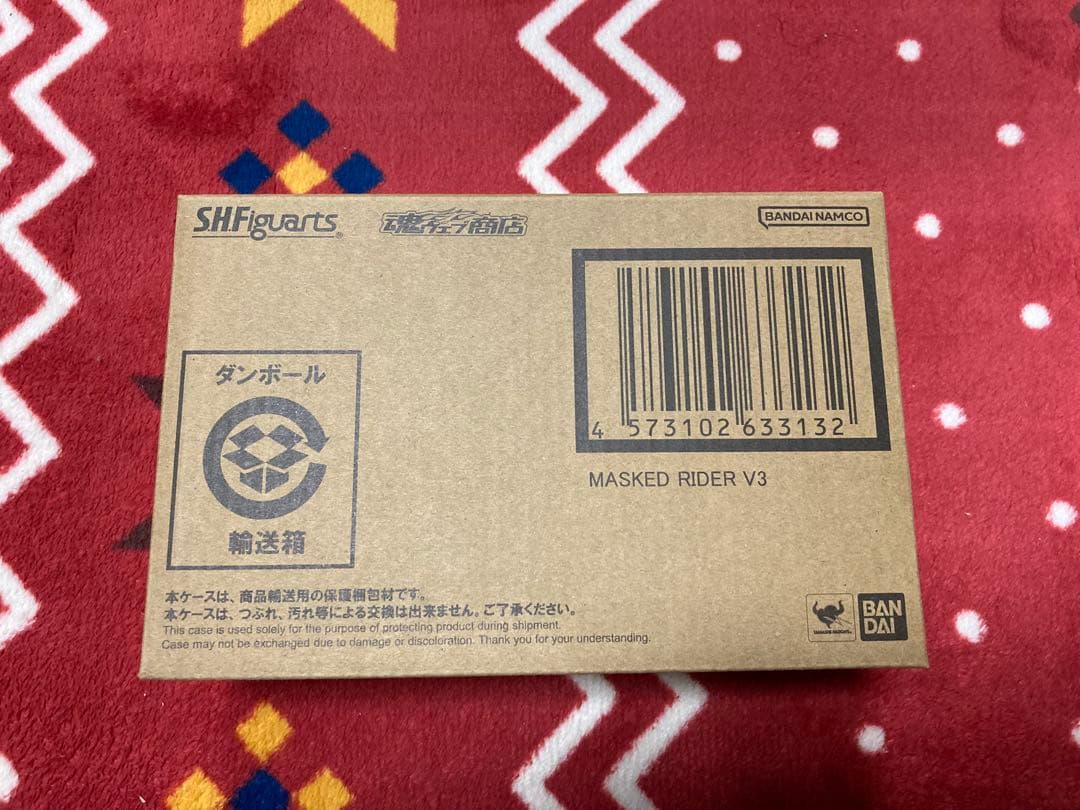 S.H.Figuarts®
魂ウェブ商店
BANDAI NAMCO
4 573102 633132
MASKED RIDER V3
ダンボール
輸送箱
本ケースは、商品輸送用の保護梱包材です。
本ケースは、つぶれ、汚れ等による交換は出来ません。ご了承ください。
This case is used solely for the purpose of protecting product during shipment.
Case may not be exchanged due to damage or discoloration. Thank you for your understanding.
TAMASHII NATIONS
BAN
DAI